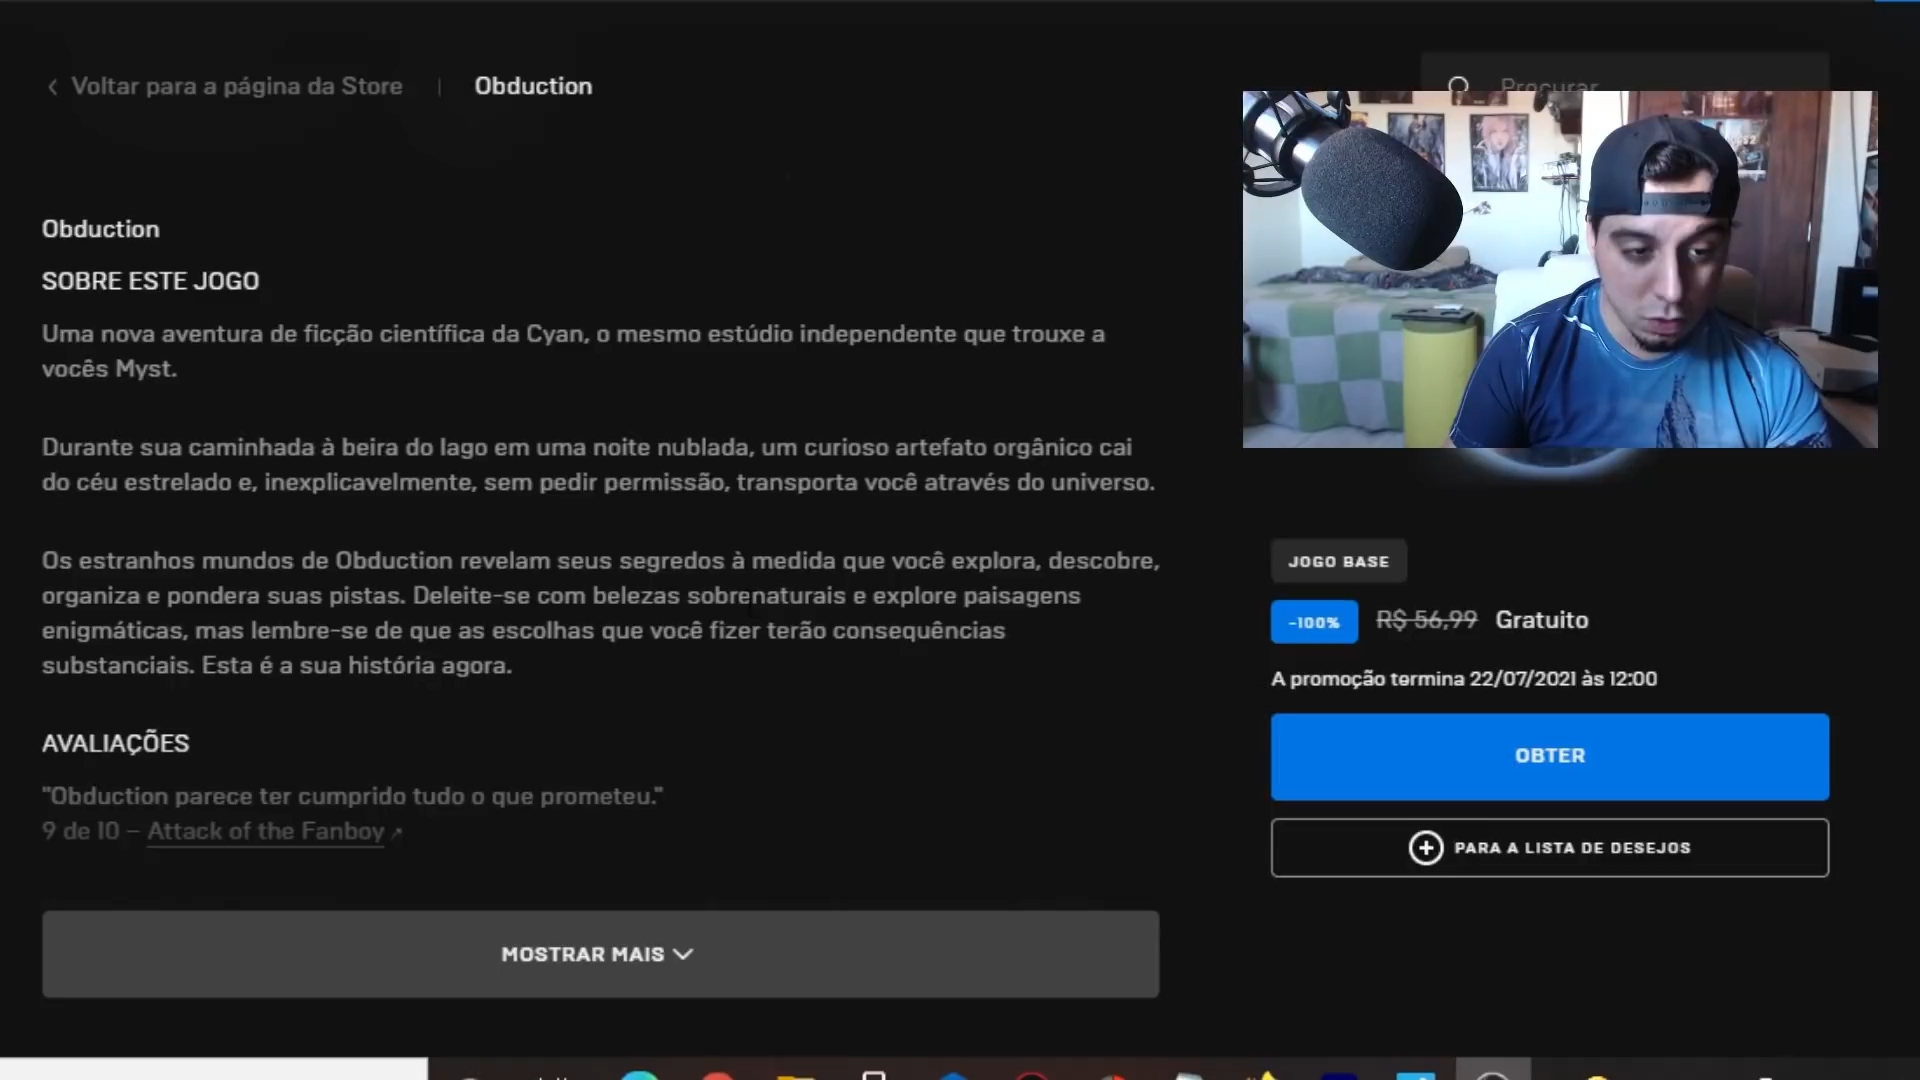 Voltar para a página da Store
Obduction
Procurar
Obduction
SOBRE ESTE JOGO
Uma nova aventura de ficção científica da Cyan, o mesmo estúdio independente que trouxe a
vocês Myst.
Durante sua caminhada à beira do lago em uma noite nublada, um curioso artefato orgânico cai
do céu estrelado e, inexplicavelmente, sem pedir permissão, transporta você através do universo.
Os estranhos mundos de Obduction revelam seus segredos à medida que você explora, descobre,
organiza e pondera suas pistas. Deleite-se com belezas sobrenaturais e explore paisagens
enigmáticas, mas lembre-se de que as escolhas que você fizer terão consequências
substanciais. Esta é a sua história agora.
AVALIAÇÕES
"Obduction parece ter cumprido tudo o que prometeu."
9 de 10 – Attack of the Fanboy
MOSTRAR MAIS
JOGO BASE
-100% R$ 56,99 Gratuito
A promoção termina 22/07/2021 às 12:00
OBTER
PARA A LISTA DE DESEJOS